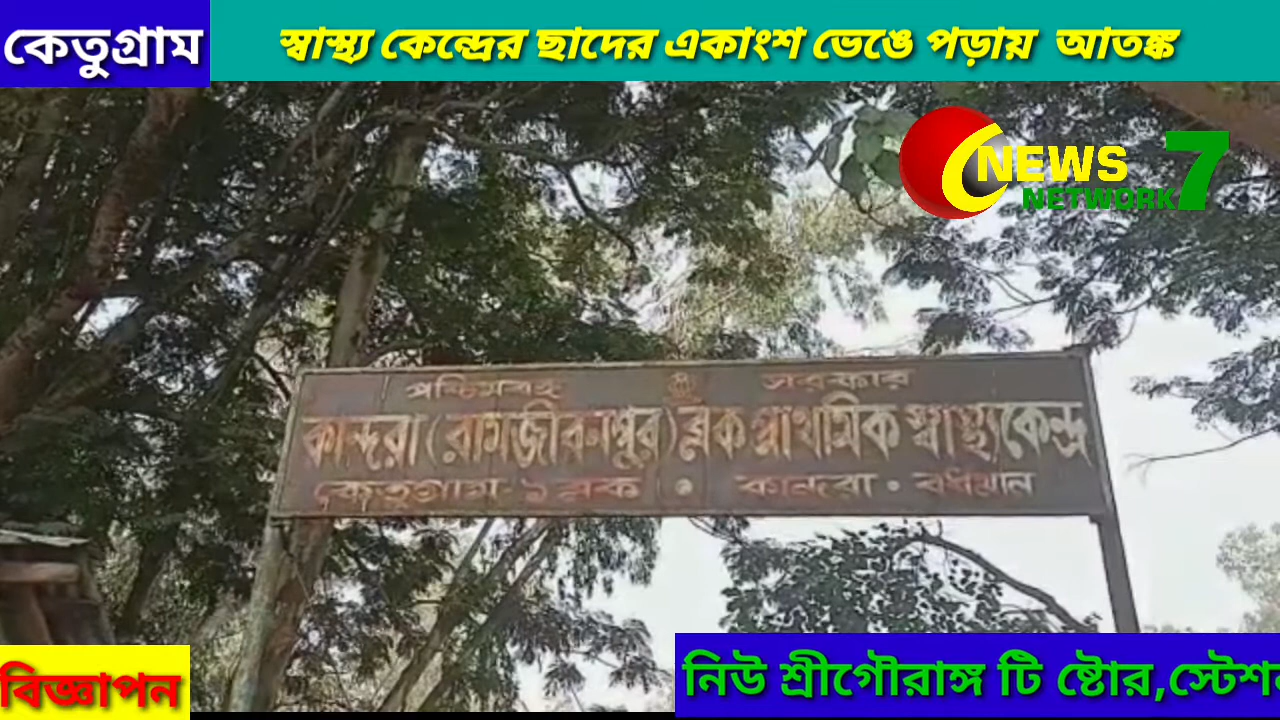 কেতুগ্রাম
স্বাস্থ্য কেন্দ্রের ছাদের একাংশ ভেঙে পড়ায় আতঙ্ক
NEWS
NETWORK 7
পশ্চিমবঙ্গ সরকার
কান্দরা (রামজীবনপুর) ব্লক প্রাথমিক স্বাস্থ্যকেন্দ্র
কেতুগ্রাম-১ ব্লক • কান্দরা • বর্ধমান
বিজ্ঞাপন
নিউ শ্রীগৌরাঙ্গ টি ষ্টোর,স্টেশ